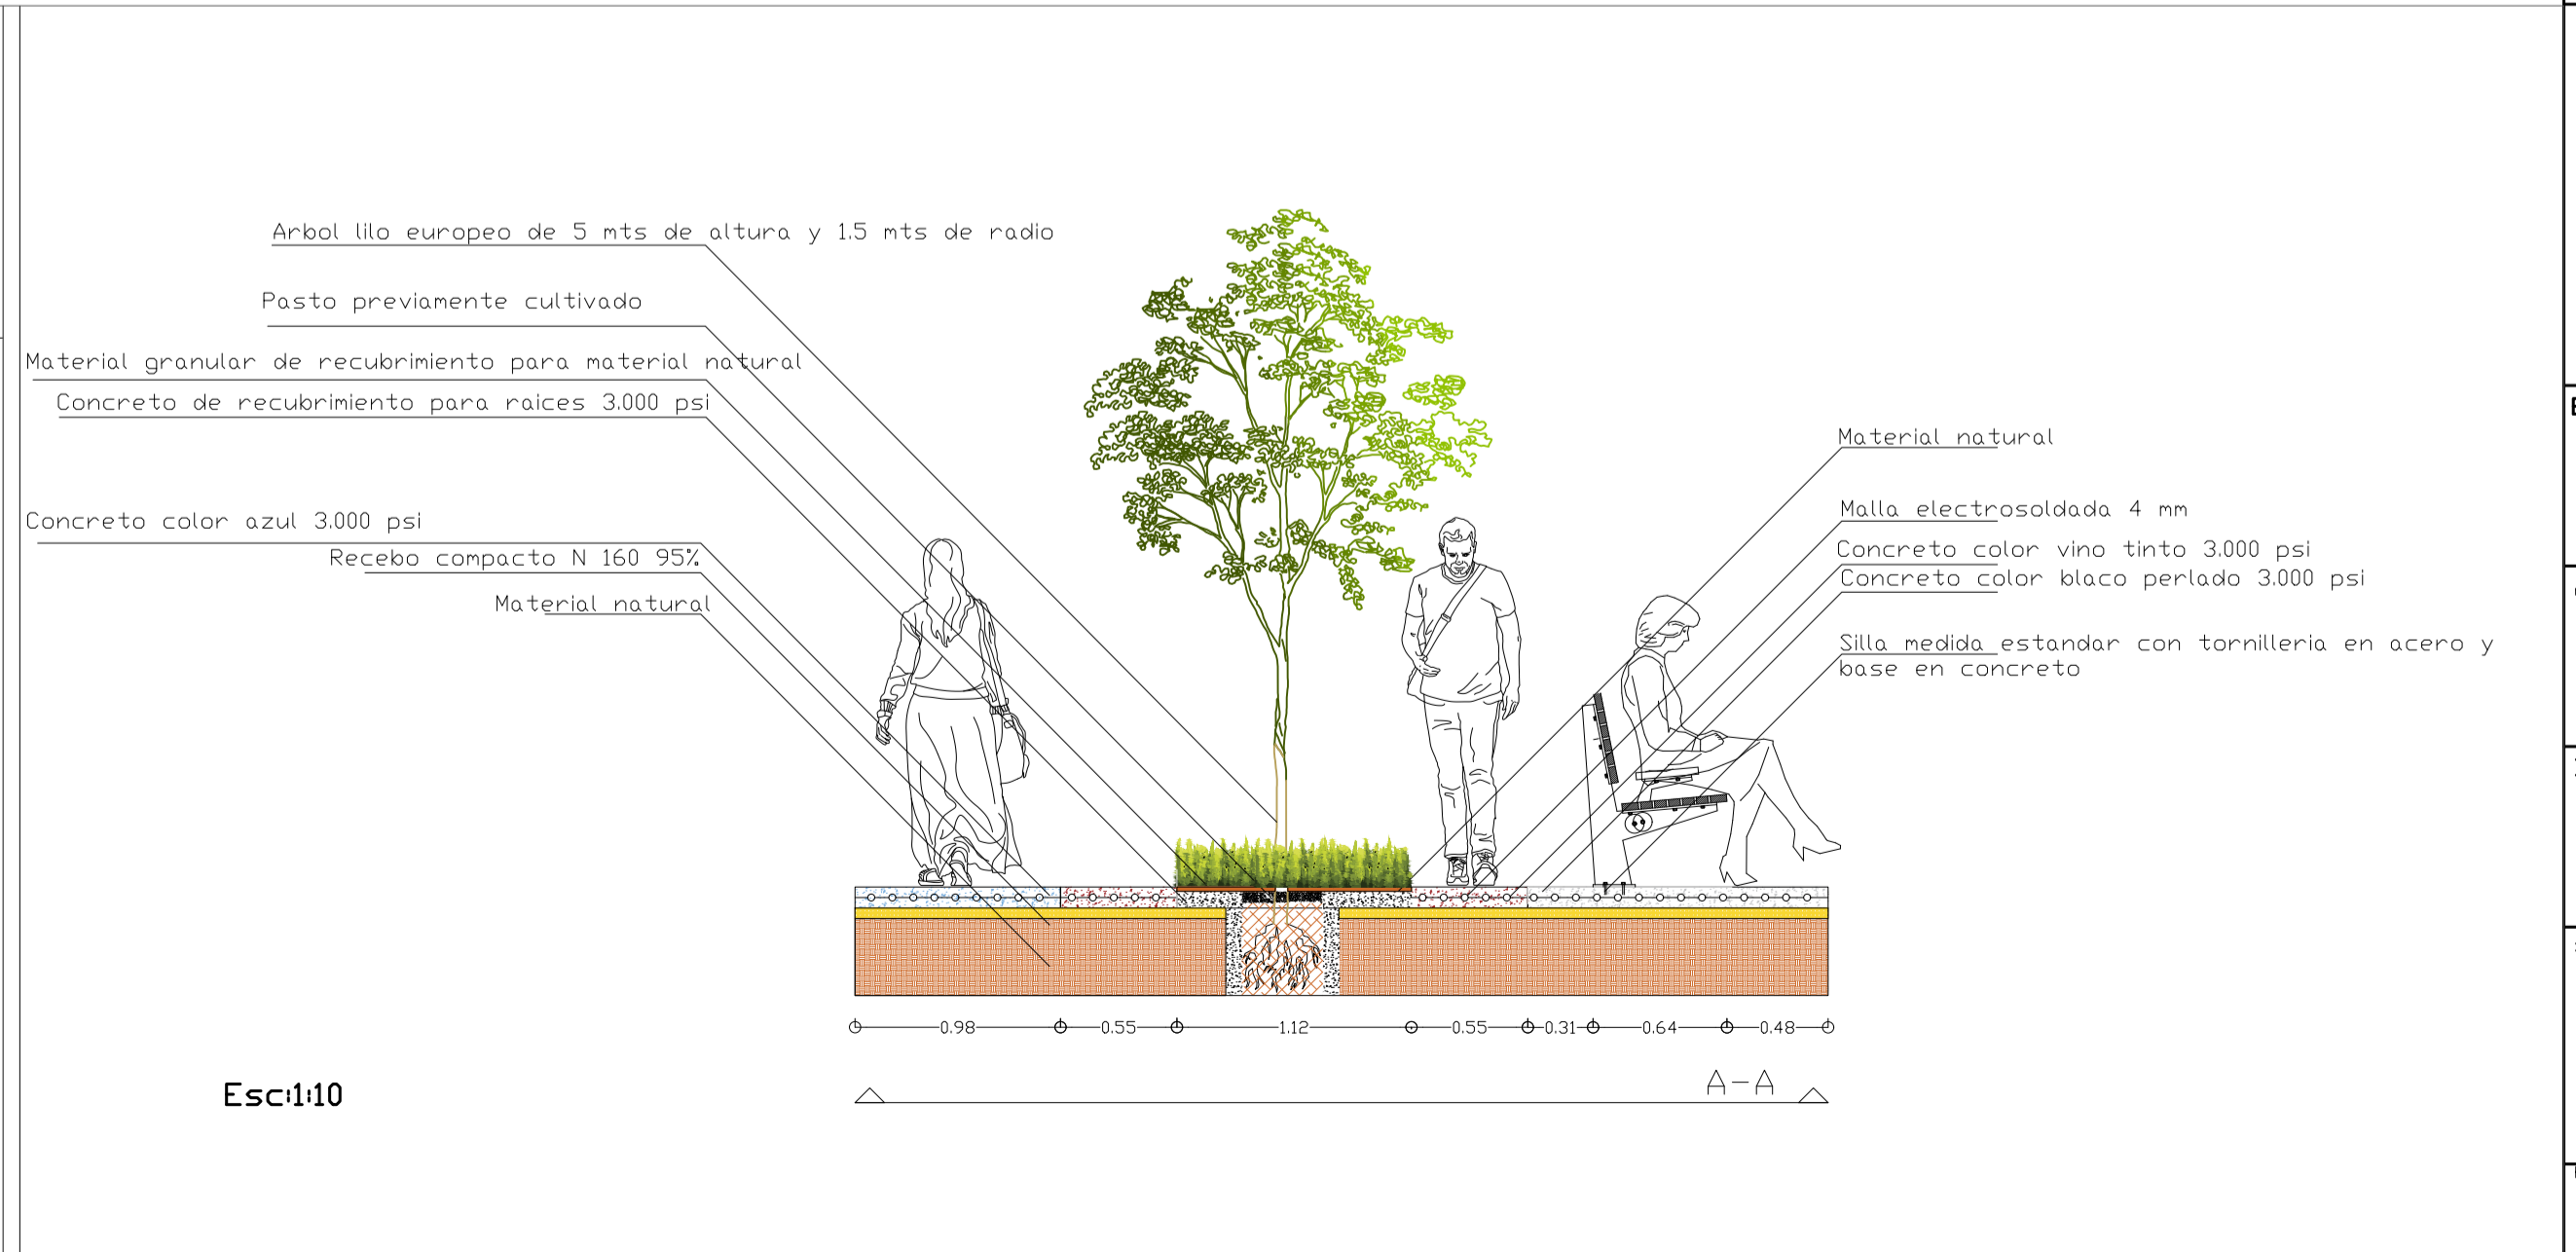 Arbol lilo europeo de 5 mts de altura y 1.5 mts de radio
Pasto previamente cultivado
Material granular de recubrimiento para material natural
Concreto de recubrimiento para raices 3.000 psi
Concreto color azul 3.000 psi
Recebo compacto N 160 95%
Material natural
Material natural
Malla electrosoldada 4 mm
Concreto color vino tinto 3.000 psi
Concreto color blaco perlado 3.000 psi
Silla medida estandar con tornilleria en acero y
base en concreto
0.98 0.55 1.12 0.55 0.31 0.64 0.48
A-A
Esc:1:10